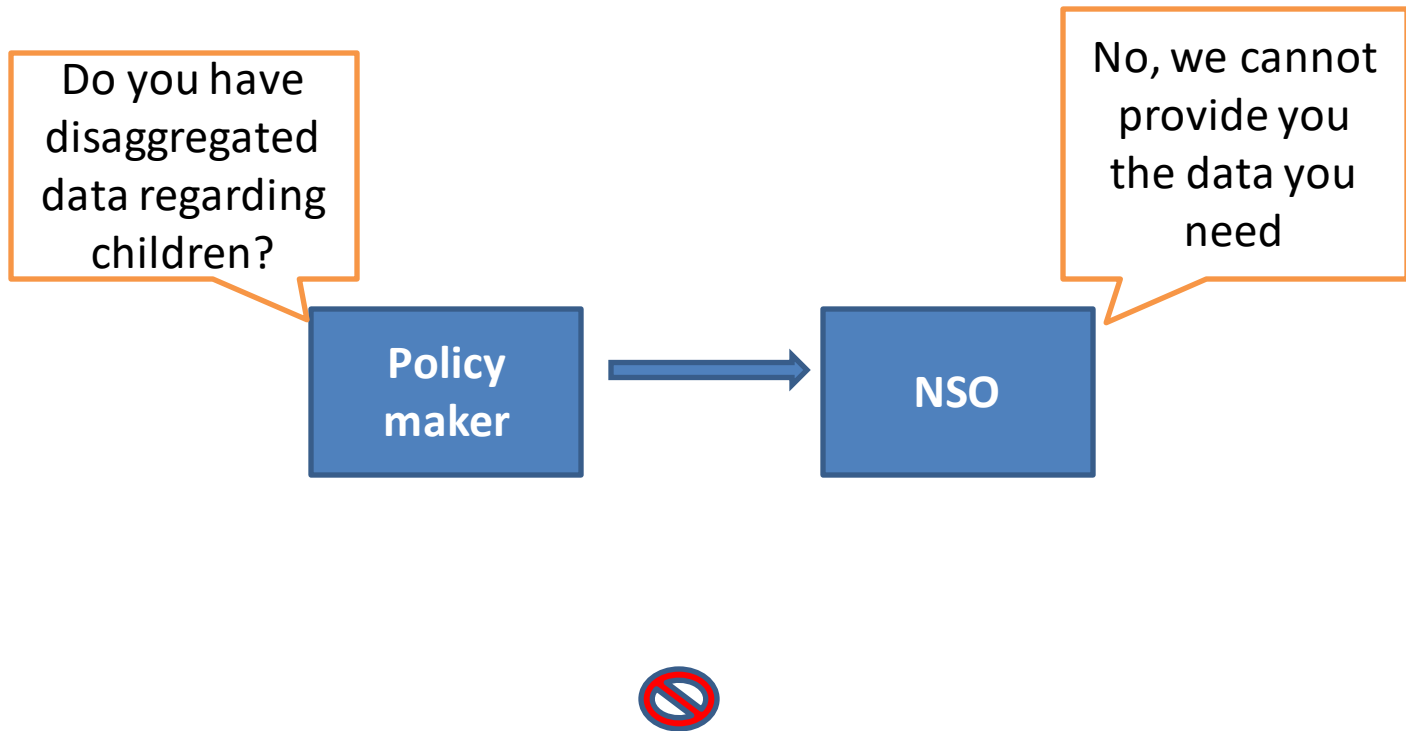 Do you have
disaggregated
data regarding
children?
No, we cannot
provide you
the data you
need
Policy
maker
NSO